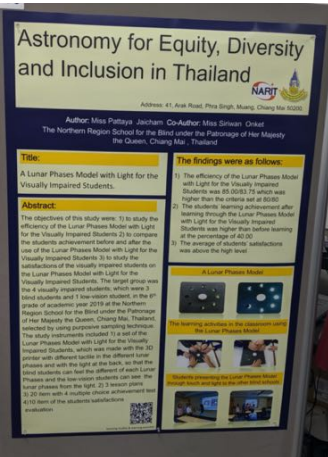 Astronomy for Equity, Diversity
and Inclusion in Thailand
NARIT
Address: 41, Arak Road, Phra Singh, Muang, Chiang Mai 50200,
Author: Miss Pattaya Jaicham Co-Author: Miss Siriwan Onket
The Northern Region School for the Blind under the Patronage of Her Majesty
the Queen, Chiang Mai , Thailand
Title:
A Lunar Phases Model with Light for the
Visually Impaired Students.
Abstract:
The objectives of this study were: 1) to study the
efficiency of the Lunar Phases Model with Light
for the Visually Impaired Students 2) to compare
the students achievement before and after the
use of the Lunar Phases Model with Light for the
Visually Impaired Students 3) to study the
satisfactions of the visually impaired students on
the Lunar Phases Model with Light for the
Visually Impaired Students. The target group was
the 4 visually impaired students, which were 3
blind students and 1 low-vision student, in the 6th
grade of academic year 2019 at the Northern
Region School for the Blind under the Patronage
of Her Majesty the Queen, Chiang Mai, Thailand,
selected by using purposive sampling technique.
The study instruments included 1) a set of the
Lunar Phases Model with Light for the Visually
Impaired Students, which was made with the 3D
printer with different tactile in the different lunar
phases and with the light at the back, so that the
blind students can feel the different of each Lunar
Phases and the low-vision students can see the
lunar phases from the light. 2) 3 lesson plans
3) 20 item with 4 multiple choice achievement test
4)10 item of the students satisfactions
evaluation.
The findings were as follows:
1) The efficiency of the Lunar Phases Model
with Light for the Visually Impaired
Students was 85.00/83.75 which was
higher than the criteria set at 80/80
2) The students' learning achievement after
learning through the Lunar Phases Model
with Light for the Visually Impaired
Students was higher than before learning
at the percentage of 40.00
3) The average of students' satisfactions
was above the high level
A Lunar Phases Model
The learning activities in the classroom using
the Lunar Phases Model
Students presenting the Lunar Phases Model
through touch and light to the other blind schools